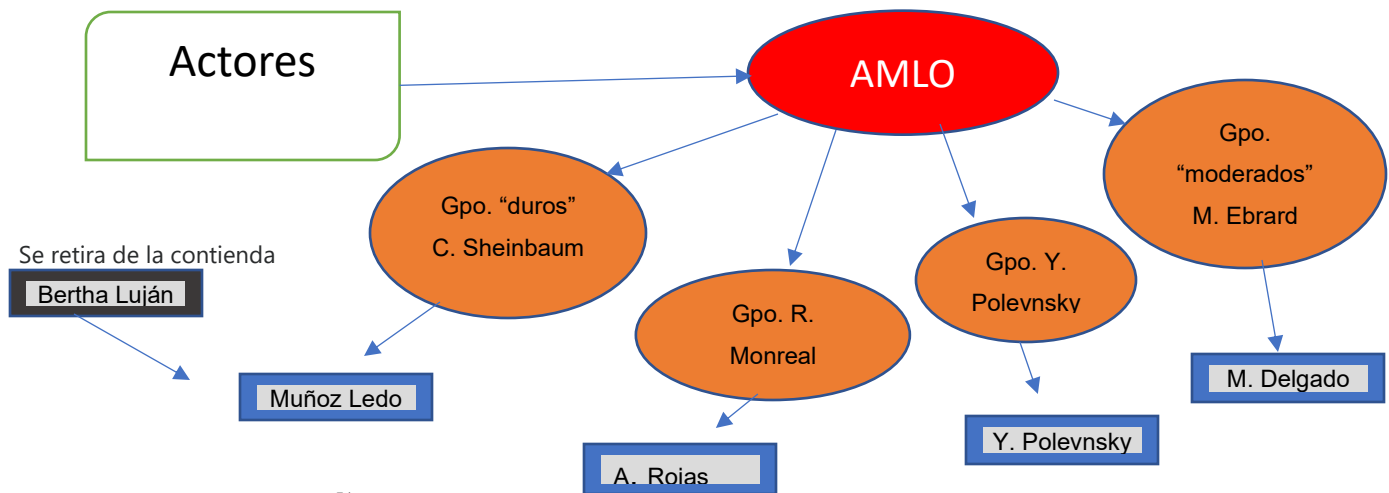 Actores
AMLO
Gpo. “duros”
C. Sheinbaum
Gpo. R.
Monreal
Gpo. Y.
Polevnsky
Gpo.
“moderados”
M. Ebrard
Se retira de la contienda
Bertha Luján
Muñoz Ledo
A. Rojas
Y. Polevnsky
M. Delgado